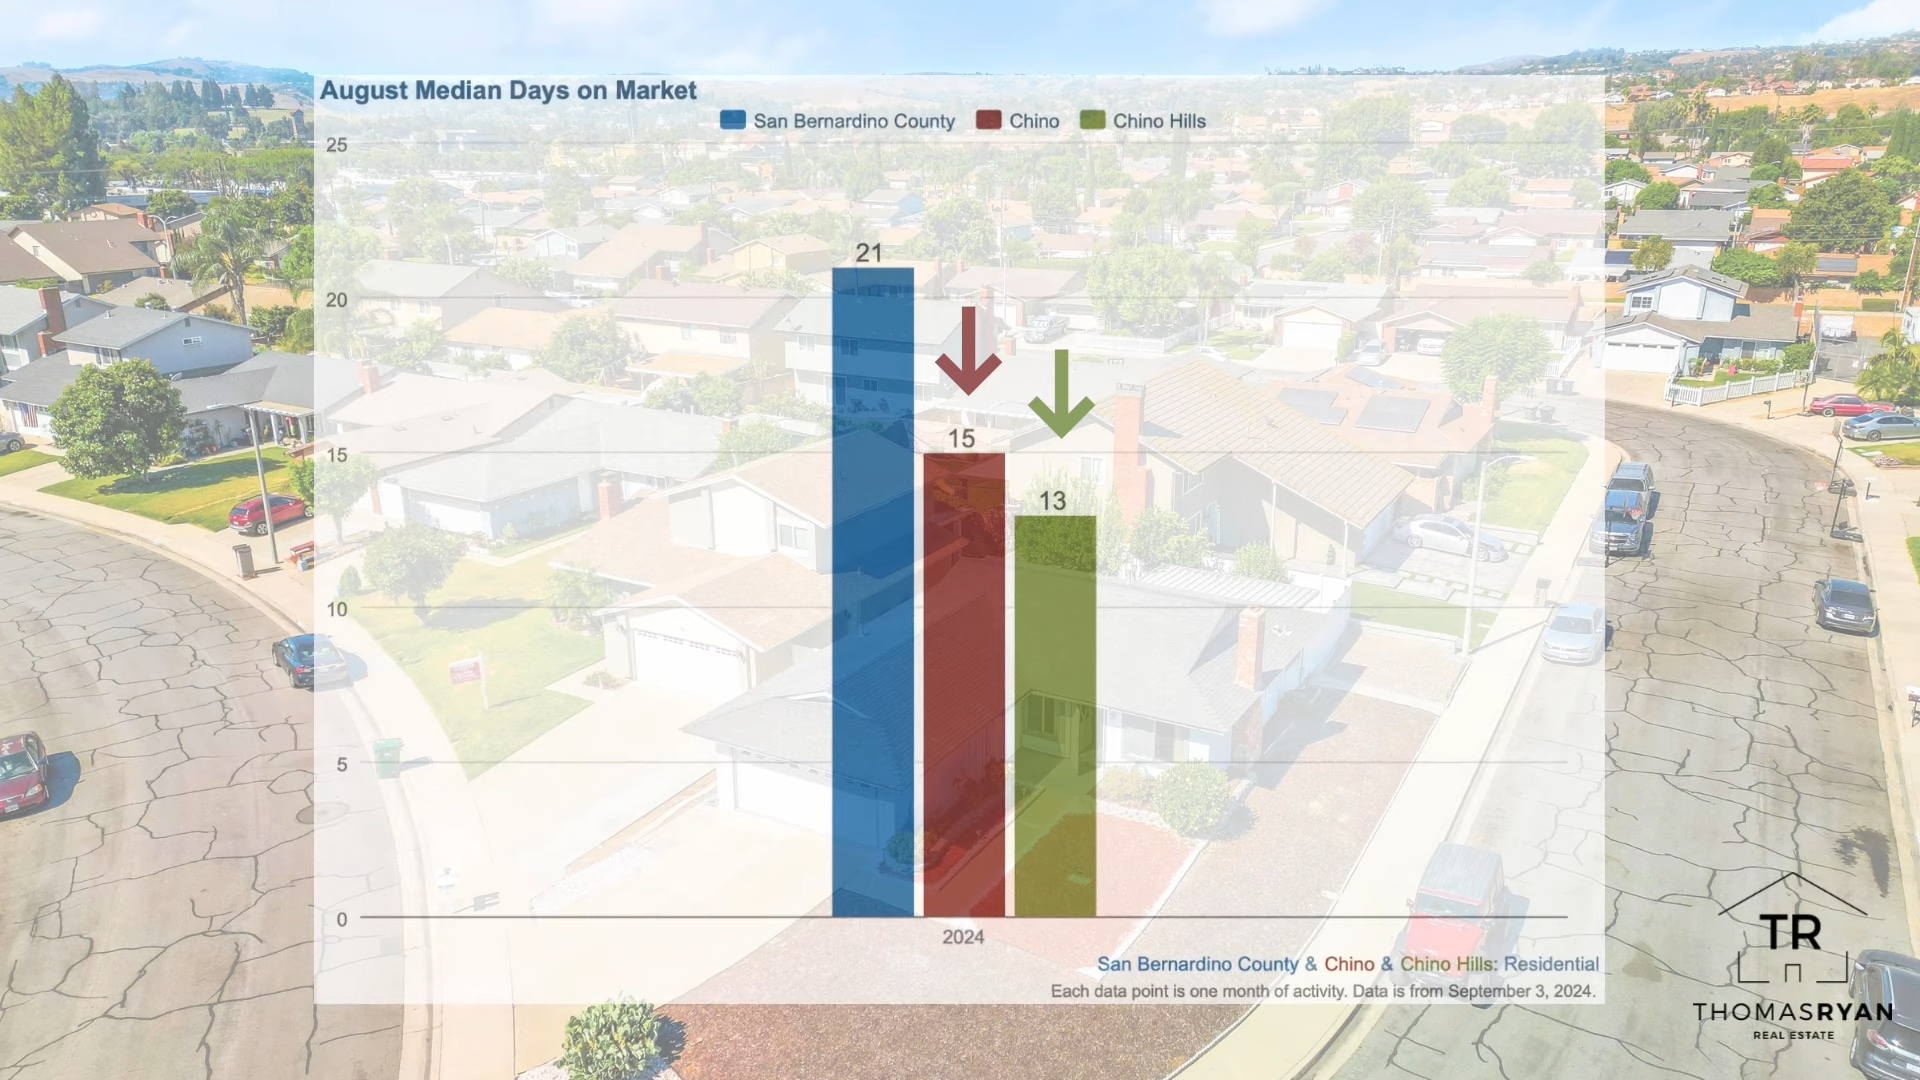 August Median Days on Market
San Bernardino County Chino Chino Hills
25
21
20
15
15
13
10
5
0
2024
San Bernardino County & Chino & Chino Hills: Residential
Each data point is one month of activity. Data is from September 3, 2024.
TR
THOMASRYAN
REAL ESTATE